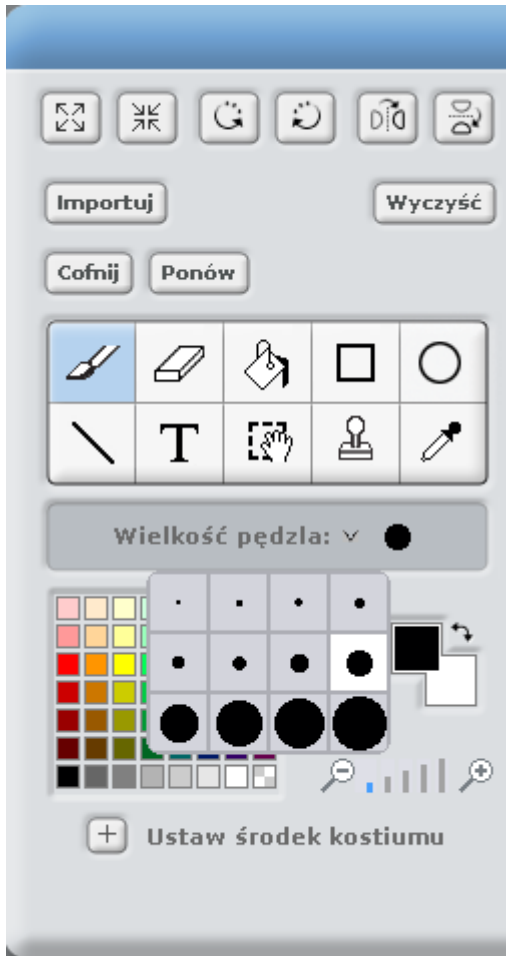 Importuj Wyczyść
Cofnij Ponów
T
Wielkość pędzla:
Ustaw środek kostiumu